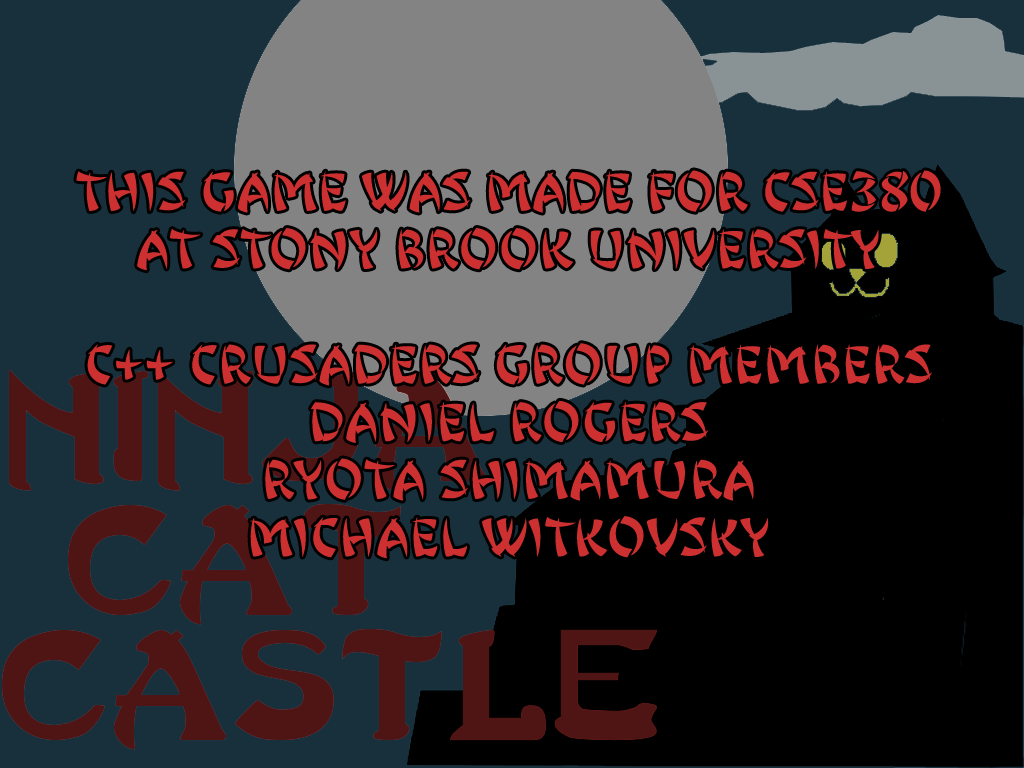 THIS GAME WAS MADE FOR CSE380
AT STONY BROOK UNIVERSITY
C++ CRUSADERS GROUP MEMBERS
DANIEL ROGERS
RYOTA SHIMAMURA
MICHAEL WITKOVSKY
NINJA
CAT
CASTLE